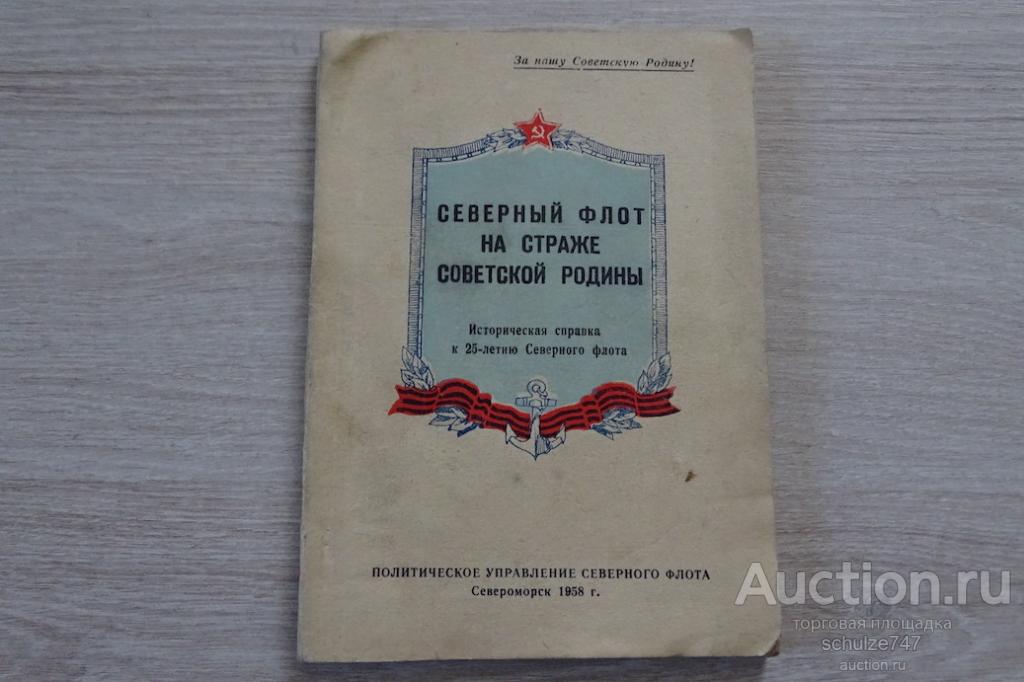 За нашу Советскую Родину!
СЕВЕРНЫЙ ФЛОТ
НА СТРАЖЕ
СОВЕТСКОЙ РОДИНЫ
Историческая справка
к 25-летию Северного флота
ПОЛИТИЧЕСКОЕ УПРАВЛЕНИЕ СЕВЕРНОГО ФЛОТА
Североморск 1958 г.
Auction.ru
торговая площадка
schulze747
auction.ru